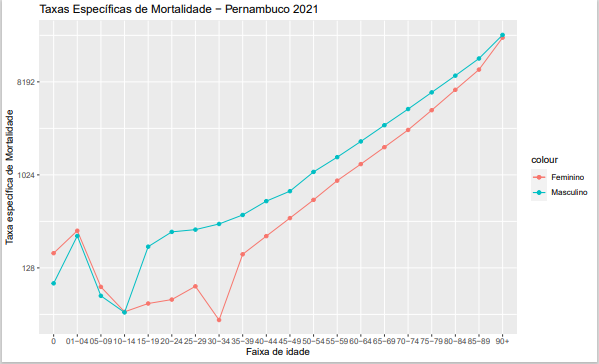 Taxas Específicas de Mortalidade − Pernambuco 2021
Taxa específica de Mortalidade
8192
1024
128
colour
Feminino
Masculino
0 01−04 05−09 10−14 15−19 20−24 25−29 30−34 35−39 40−44 45−49 50−54 55−59 60−64 65−69 70−74 75−79 80−84 85−89 90+
Faixa de idade